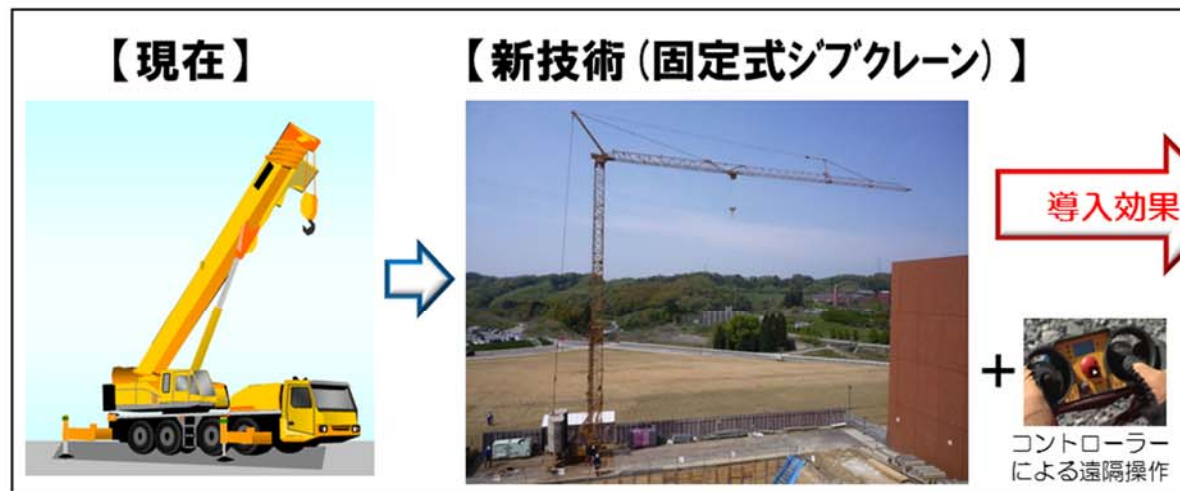 【現在】
【新技術(固定式ジブクレーン)】
導入効果
+
コントローラー
による遠隔操作